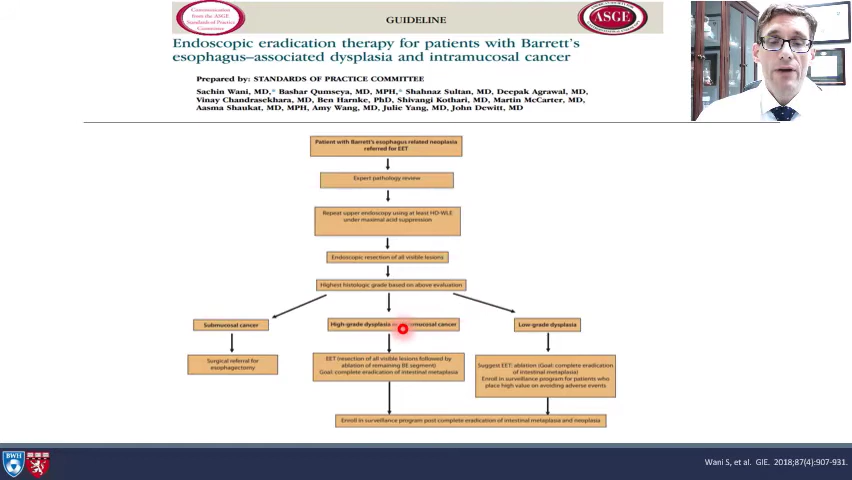 Communication
from the ASGE
Standards of Practice
Committee
GUIDELINE
ASGE
Endoscopic eradication therapy for patients with Barrett's
esophagus–associated dysplasia and intramucosal cancer
Prepared by: STANDARDS OF PRACTICE COMMITTEE
Sachin Wani, MD,* Bashar Qumseya, MD, MPH,* Shahnaz Sultan, MD, Deepak Agrawal, MD,
Vinay Chandrasekhara, MD, Ben Harnke, PhD, Shivangi Kothari, MD, Martin McCarter, MD,
Aasma Shaukat, MD, MPH, Amy Wang, MD, Julie Yang, MD, John Dewitt, MD
Patient with Barrett's esophagus related neoplasia
referred for EET
Expert pathology review
Repeat upper endoscopy using at least HD-WLE
under maximal acid suppression
Endoscopic resection of all visible lesions
Highest histologic grade based on above evaluation
Submucosal cancer
High-grade dysplasia intramucosal cancer
Low-grade dysplasia
Surgical referral for
esophagectomy
EET (resection of all visible lesions followed by
ablation of remaining BE segment)
Goal: complete eradication of intestinal metaplasia
Suggest EET: ablation (Goal: complete eradication
of intestinal metaplasia)
Enroll in surveillance program for patients who
place high value on avoiding adverse events
Enroll in surveillance program post complete eradication of intestinal metaplasia and neoplasia
BWH
Wani S, et al. GIE. 2018;87(4):907-931.